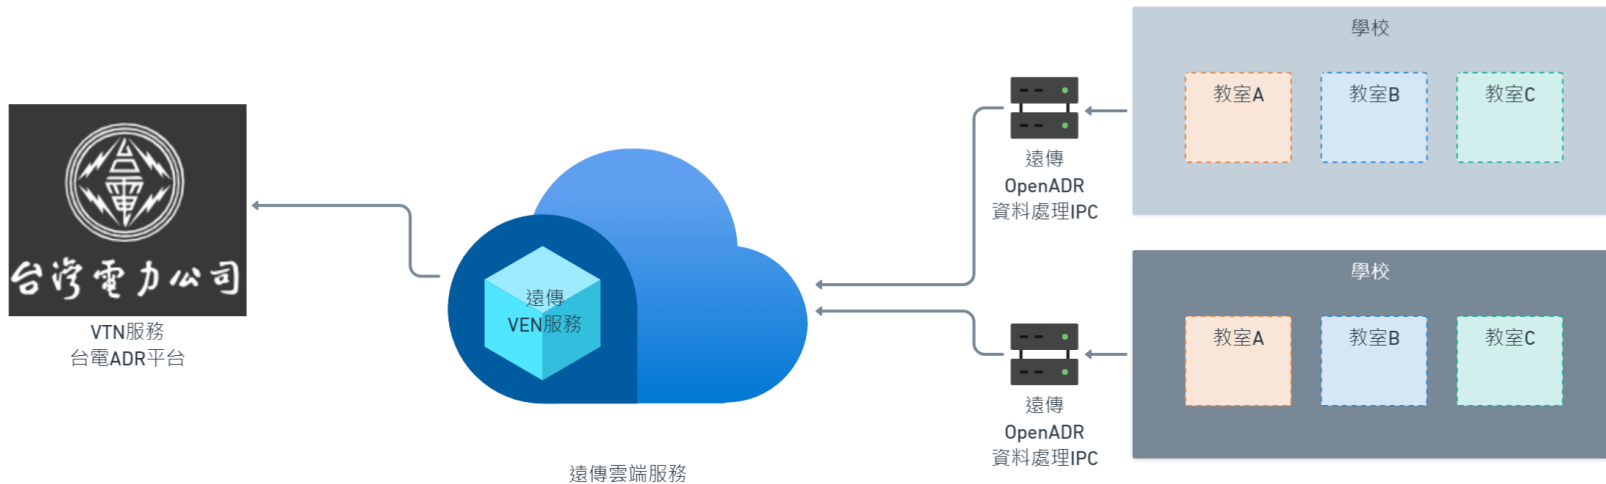 台電
台灣電力公司
VTN服務
台電ADR平台
遠傳
VEN服務
遠傳雲端服務
遠傳
OpenADR
資料處理IPC
學校
教室A
教室B
教室C
遠傳
OpenADR
資料處理IPC
學校
教室A
教室B
教室C